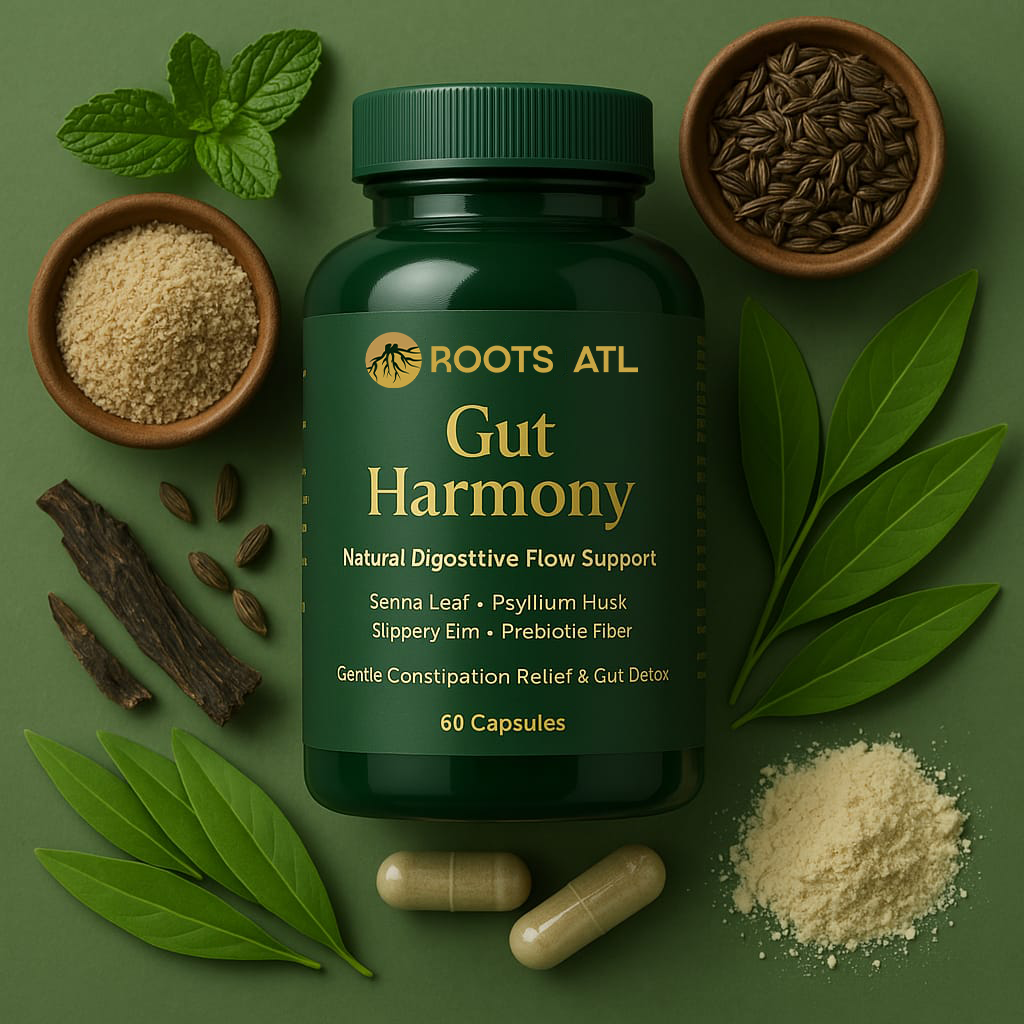 ROOTS ATL
Gut
Harmony
Natural Digosttive Flow Support
Senna Leaf • Psyllium Husk
Slippery Eim • Prebiotie Fiber
Gentle Constipation Relief & Gut Detox
60 Capsules